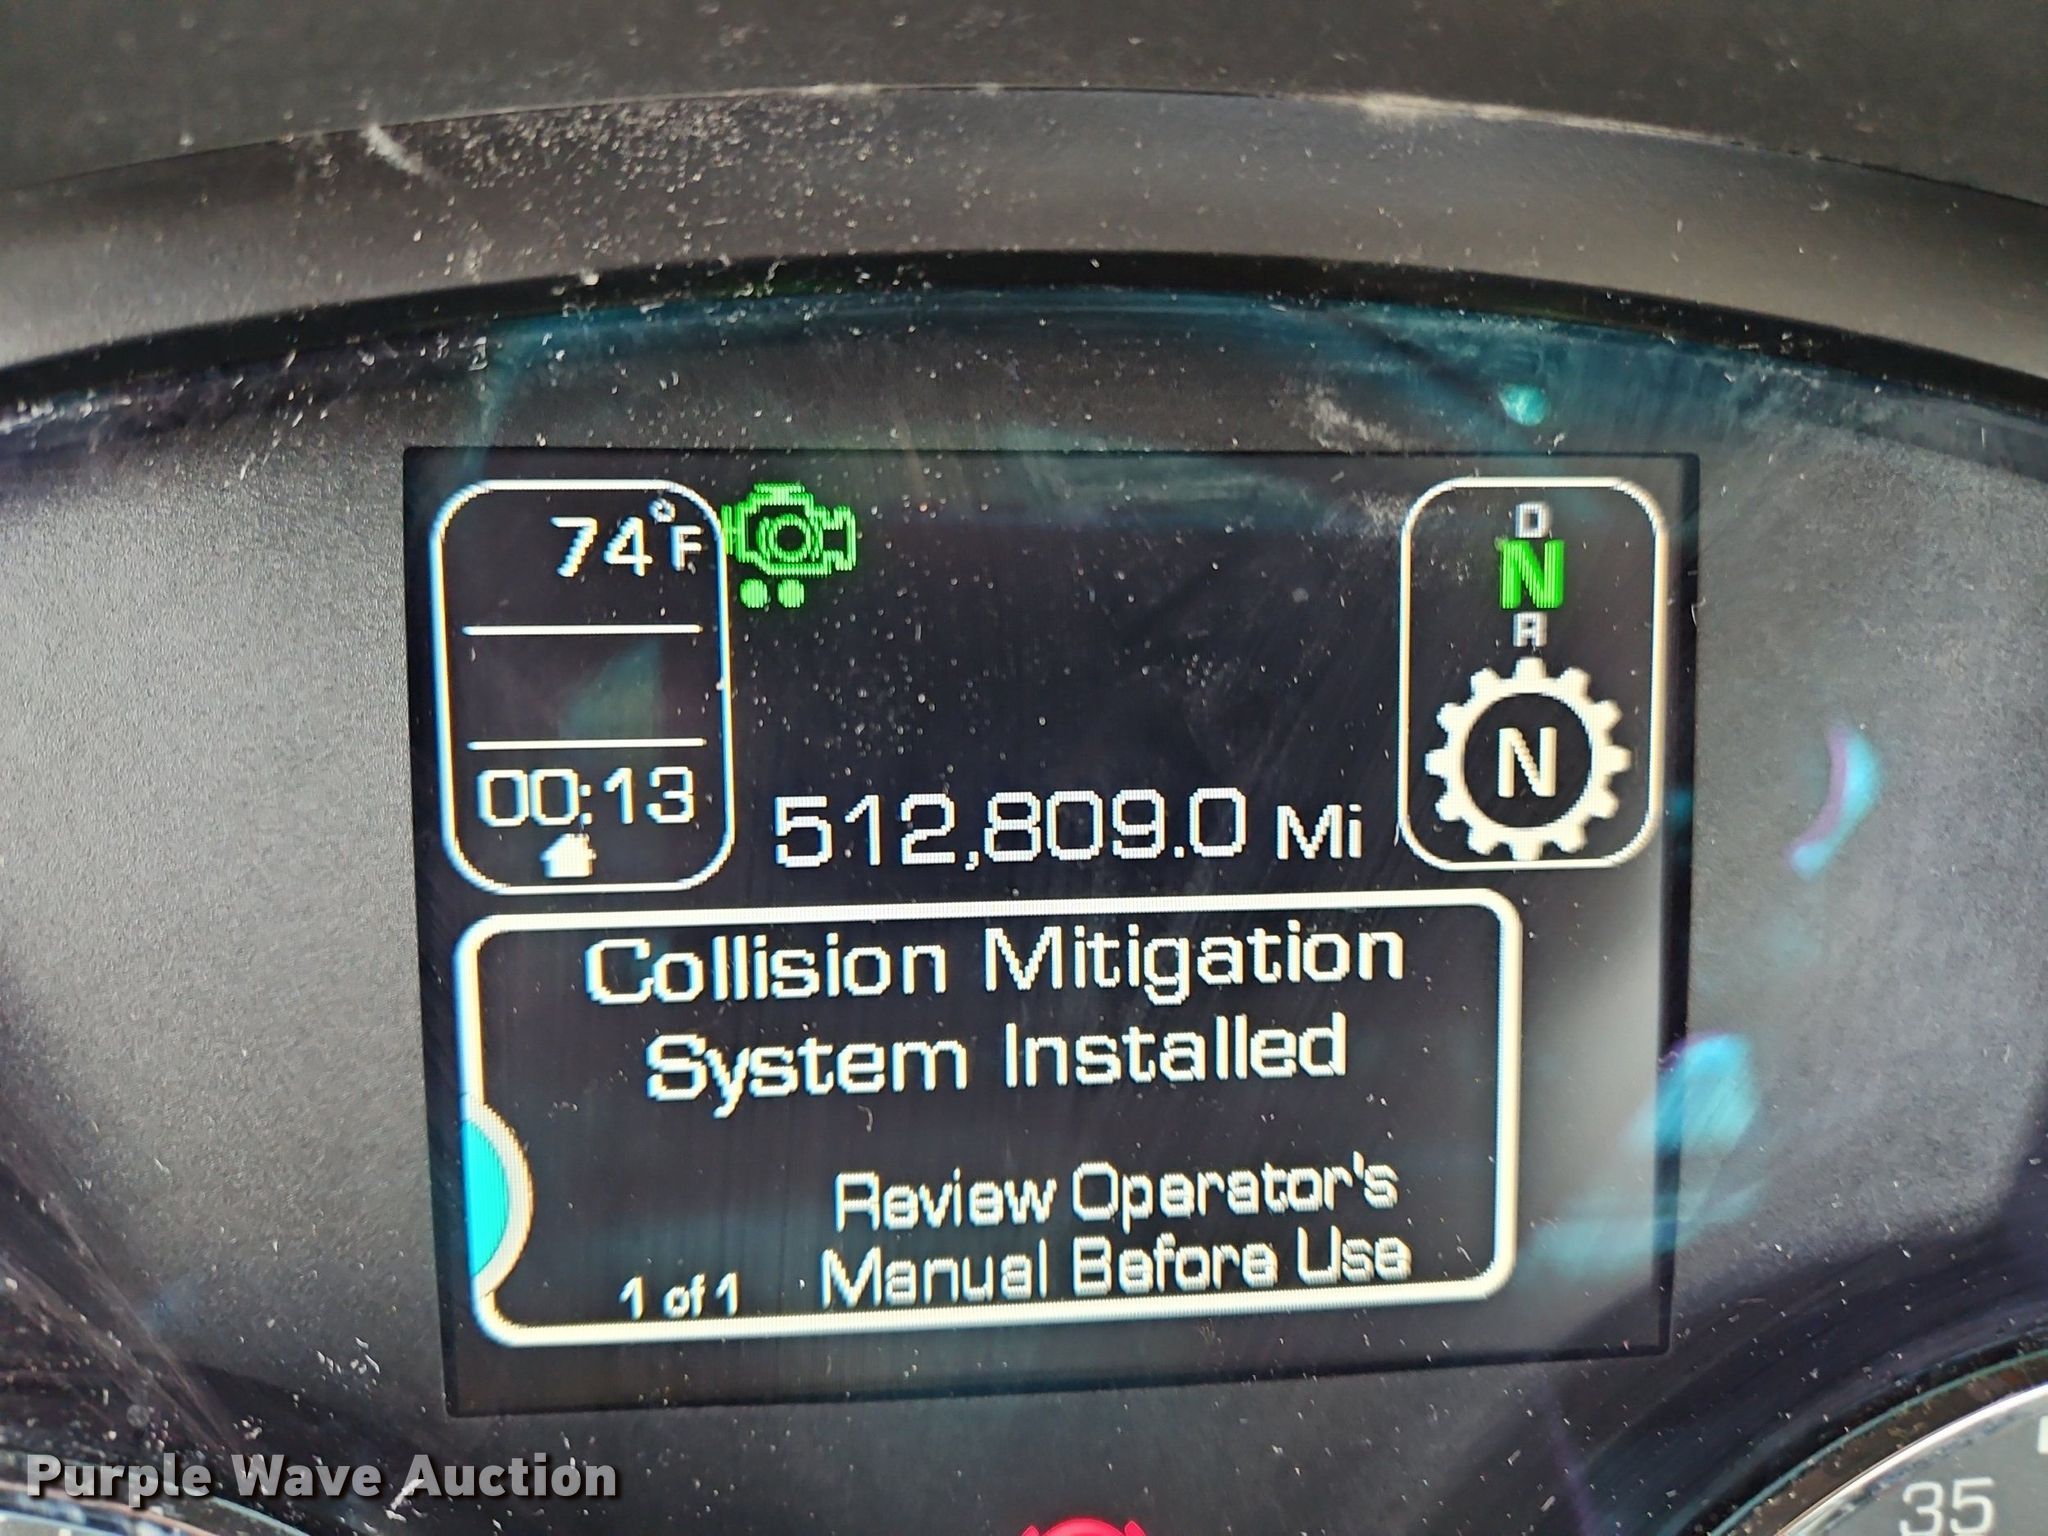 74°F
D
N
R
N
00:13
512,809.0 Mi
Collision Mitigation
System Installed
Review Operator's
Manual Before Use
1 of 1
Purple Wave Auction
35